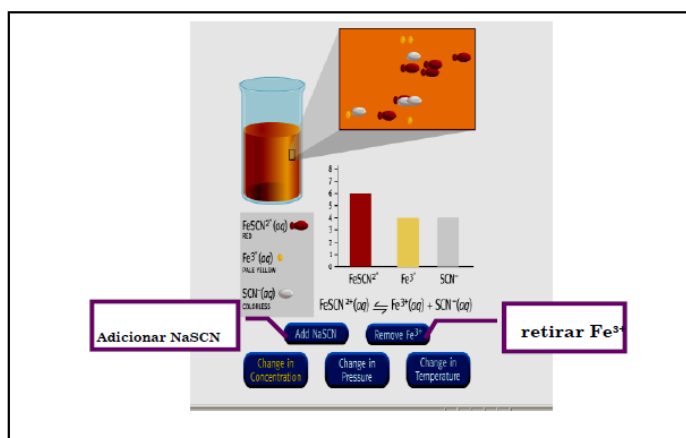 8
7
6
5
4
3
2
1
0
FeSCN²⁺ Fe³⁺ SCN⁻
FeSCN²⁺(aq)
RED
Fe³⁺(aq)
PALE YELLOW
SCN⁻(aq)
COLORLESS
FeSCN²⁺(aq) ⇋ Fe³⁺(aq) + SCN⁻(aq)
Adicionar NaSCN
Add NaSCN
Remove Fe³⁺
retirar Fe³⁺
Change in
Concentration
Change in
Pressure
Change in
Temperature